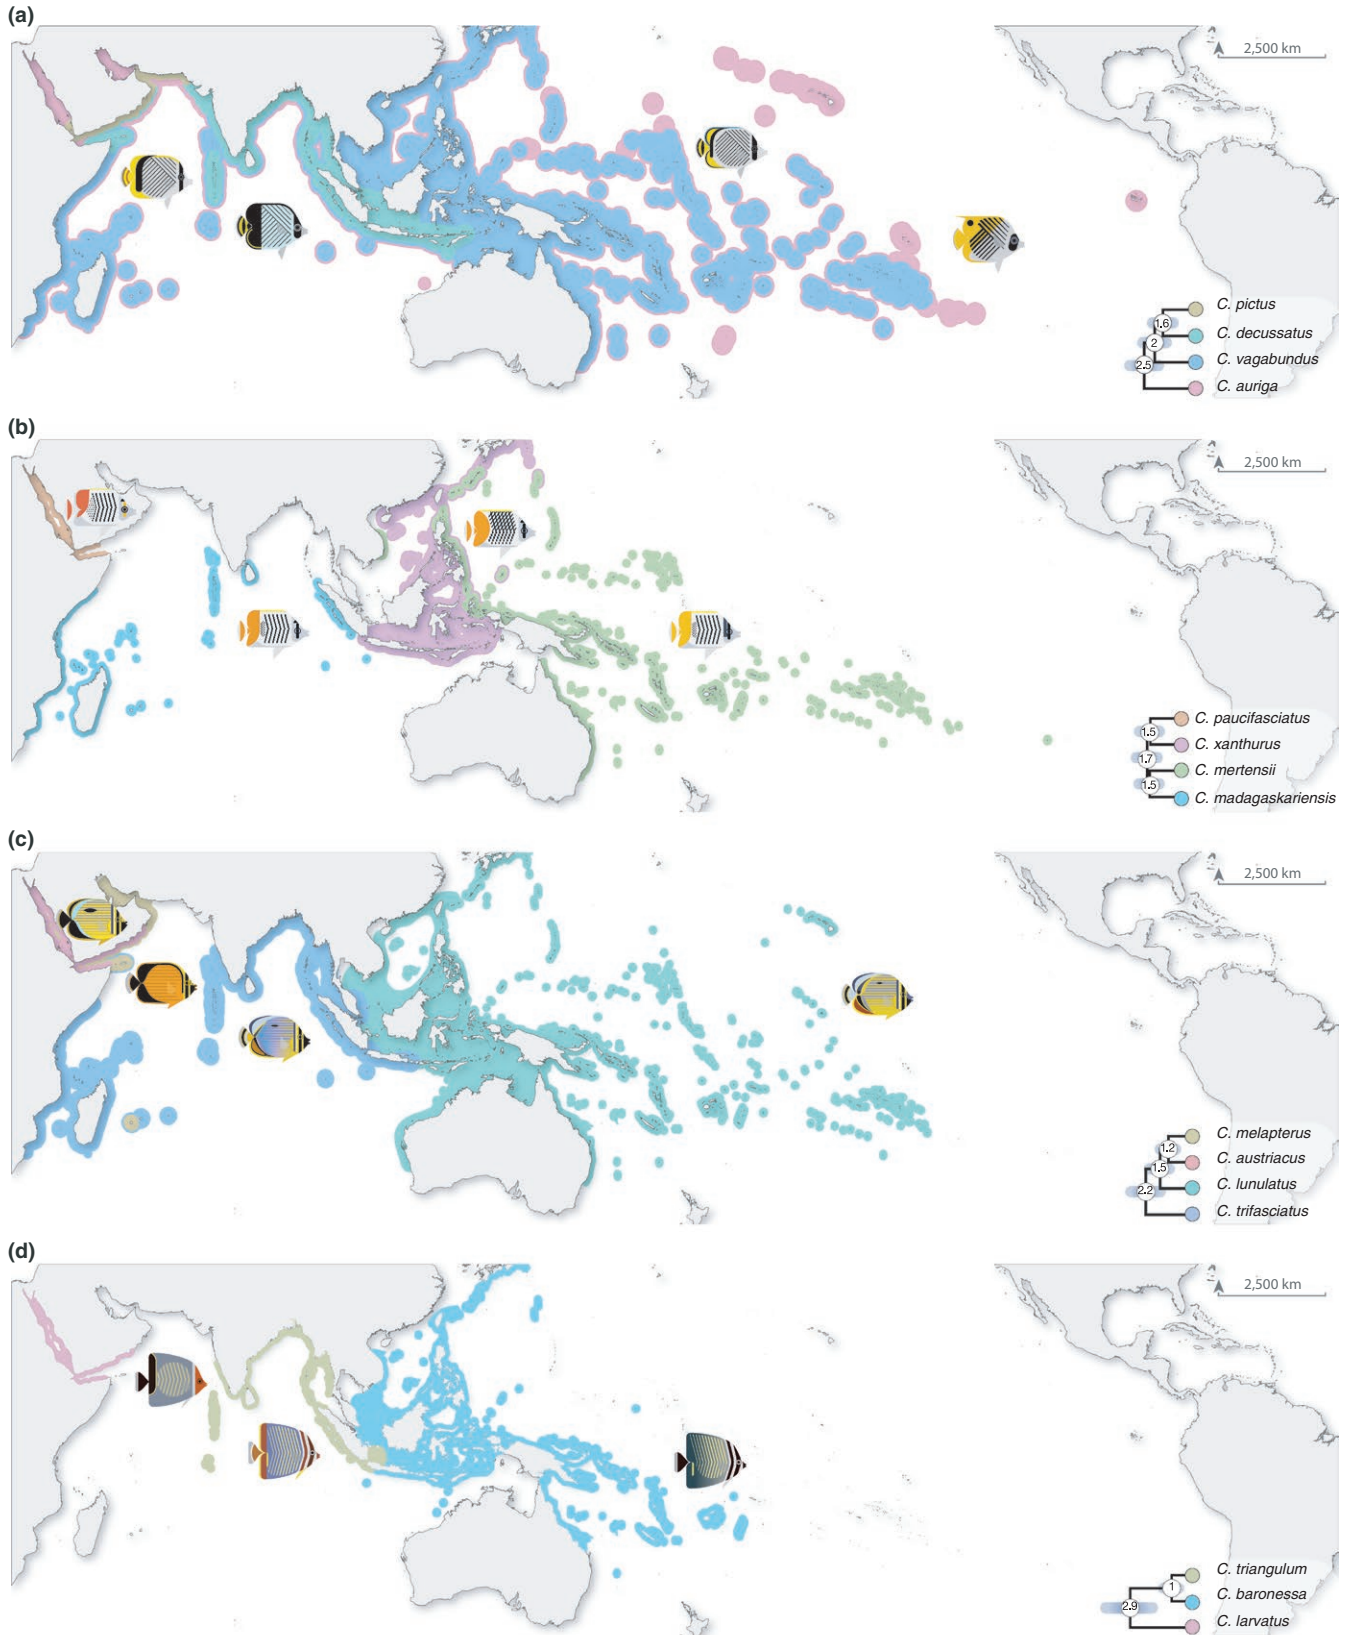 (a)
2,500 km
1.6
2
2.5
C. pictus
C. decussatus
C. vagabundus
C. auriga
(b)
2,500 km
1.5
1.7
1.5
C. paucifasciatus
C. xanthurus
C. mertensii
C. madagaskariensis
(c)
2,500 km
1.2
1.5
2.2
C. melapterus
C. austriacus
C. lunulatus
C. trifasciatus
(d)
2,500 km
1
2.9
C. triangulum
C. baronessa
C. larvatus